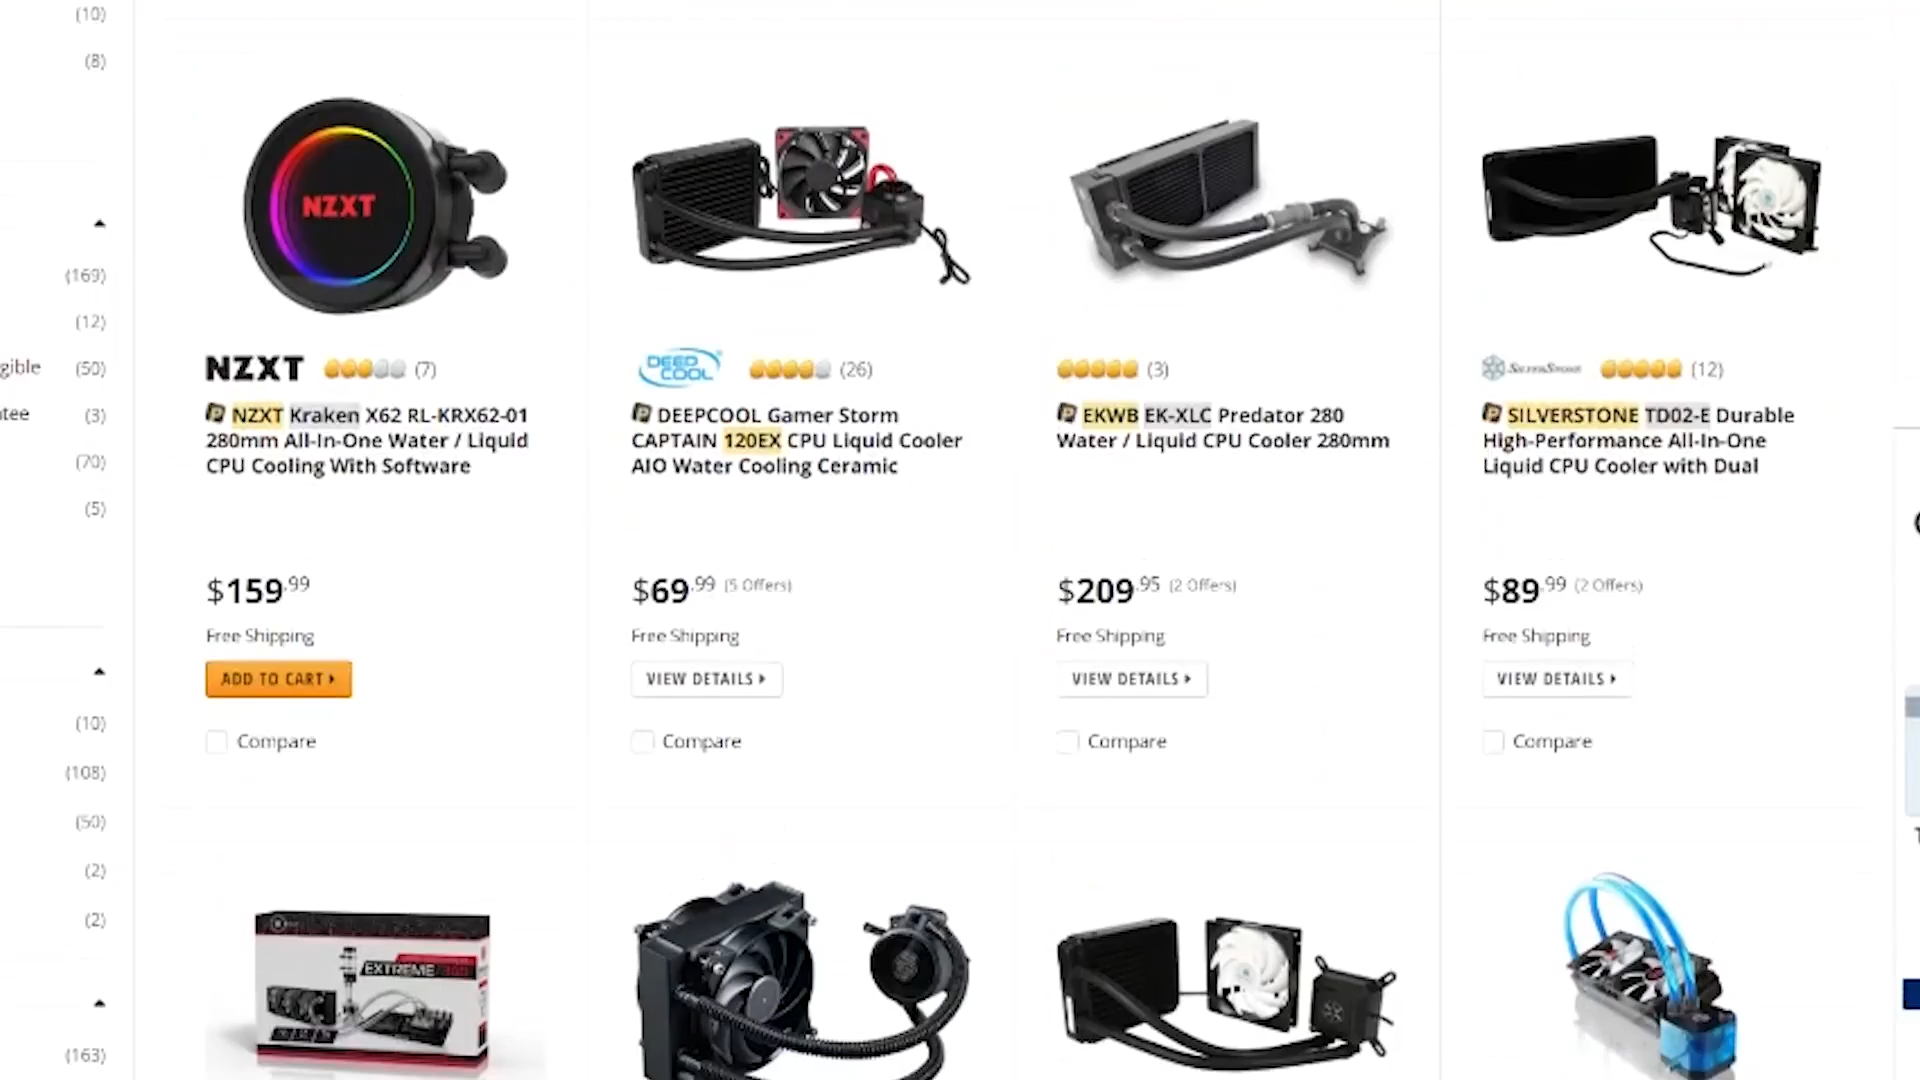 (10)
(8)
(169)
(12)
gible (50)
tee (3)
(70)
(5)
(10)
(108)
(50)
(2)
(2)
(163)
NZXT
NZXT (7)
NZXT Kraken X62 RL-KRX62-01
280mm All-In-One Water / Liquid
CPU Cooling With Software
$159.99
Free Shipping
ADD TO CART
Compare
DEEPCOOL (26)
DEEPCOOL Gamer Storm
CAPTAIN 120EX CPU Liquid Cooler
AIO Water Cooling Ceramic
$69.99 (5 Offers)
Free Shipping
VIEW DETAILS
Compare
(3)
EKWB EK-XLC Predator 280
Water / Liquid CPU Cooler 280mm
$209.95 (2 Offers)
Free Shipping
VIEW DETAILS
Compare
SILVERSTONE (12)
SILVERSTONE TD02-E Durable
High-Performance All-In-One
Liquid CPU Cooler with Dual
$89.99 (2 Offers)
Free Shipping
VIEW DETAILS
Compare
EXTREME